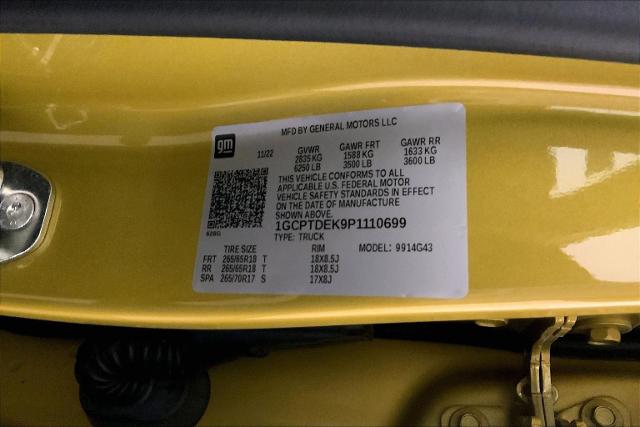 MFD BY GENERAL MOTORS LLC
gm
11/22
GVWR GAWR FRT GAWR RR
2835 KG 1588 KG 1633 KG
6250 LB 3500 LB 3600 LB
THIS VEHICLE CONFORMS TO ALL
APPLICABLE U.S. FEDERAL MOTOR
VEHICLE SAFETY STANDARDS IN EFFECT
ON THE DATE OF MANUFACTURE
SHOWN ABOVE.
1GCPTDEK9P1110699
TYPE: TRUCK
MODEL: 9914G43
TIRE SIZE RIM
FRT 265/65R18 T 18X8.5J
RR 265/65R18 T 18X8.5J
SPA 265/70R17 S 17X8J